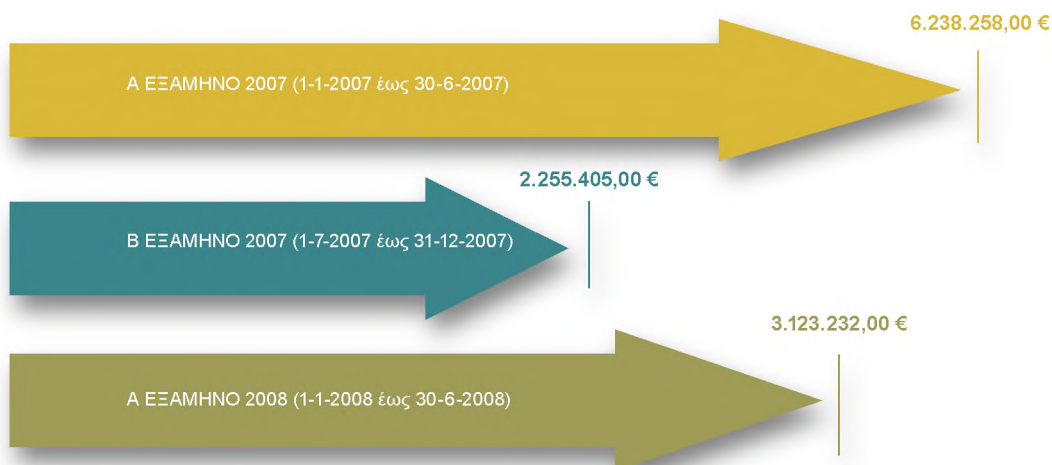 6.238.258,00 €
Α ΕΞΑΜΗΝΟ 2007 (1-1-2007 έως 30-6-2007)
2.255.405,00 €
Β ΕΞΑΜΗΝΟ 2007 (1-7-2007 έως 31-12-2007)
3.123.232,00 €
Α ΕΞΑΜΗΝΟ 2008 (1-1-2008 έως 30-6-2008)